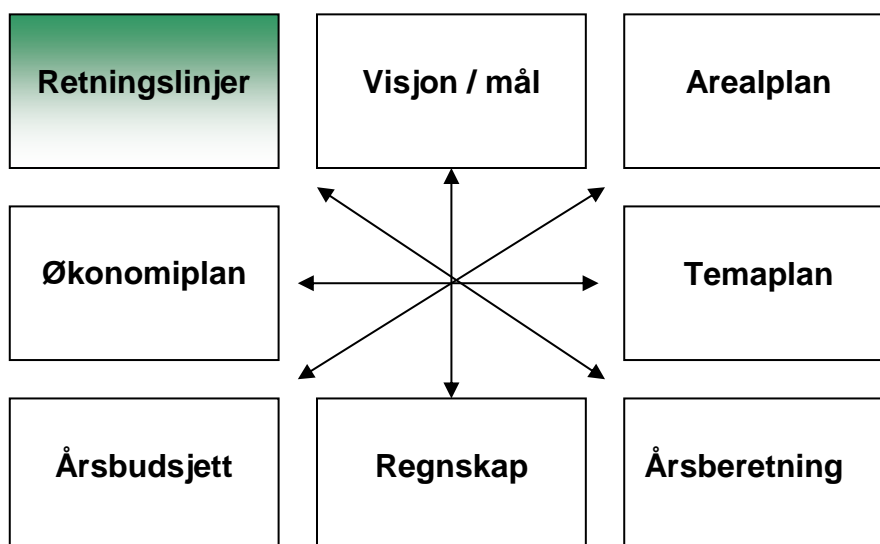 Retningslinjer
Visjon / mål
Arealplan
Økonomiplan
Temaplan
Årsbudsjett
Regnskap
Årsberetning